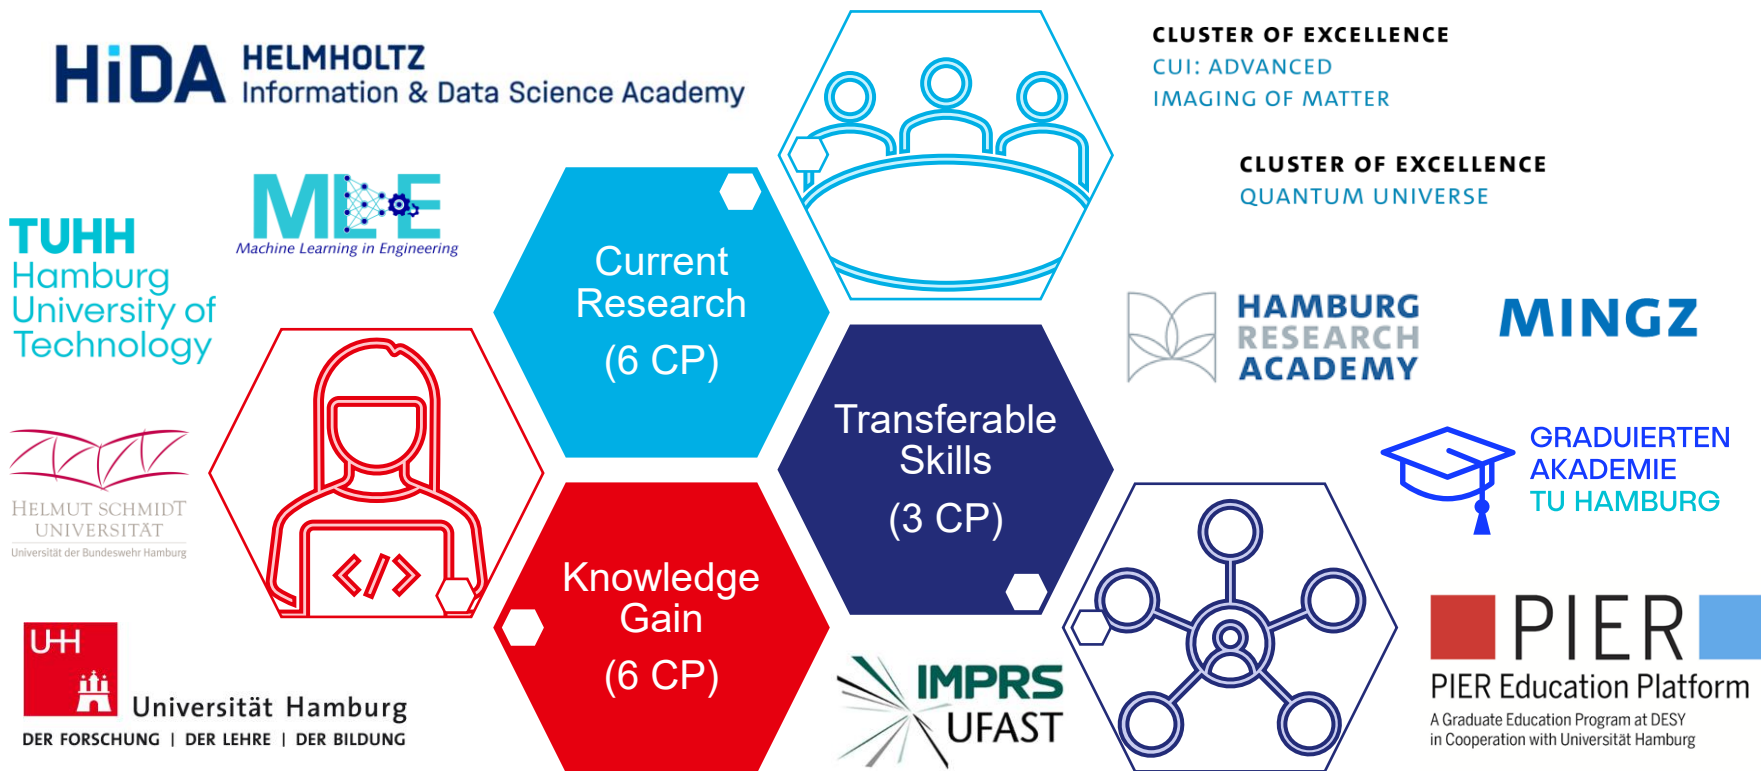 HiDA HELMHOLTZ
Information & Data Science Academy
CLUSTER OF EXCELLENCE
CUI: ADVANCED
IMAGING OF MATTER
CLUSTER OF EXCELLENCE
QUANTUM UNIVERSE
MLE
Machine Learning in Engineering
TUHH
Hamburg
University of
Technology
Current
Research
(6 CP)
HAMBURG
RESEARCH
ACADEMY
MINGZ
Transferable
Skills
(3 CP)
GRADUIERTEN
AKADEMIE
TU HAMBURG
HELMUT SCHMIDT
UNIVERSITÄT
Universität der Bundeswehr Hamburg
</>
Knowledge
Gain
(6 CP)
UHH
Universität Hamburg
DER FORSCHUNG | DER LEHRE | DER BILDUNG
IMPRS
UFAST
PIER
PIER Education Platform
A Graduate Education Program at DESY
in Cooperation with Universität Hamburg